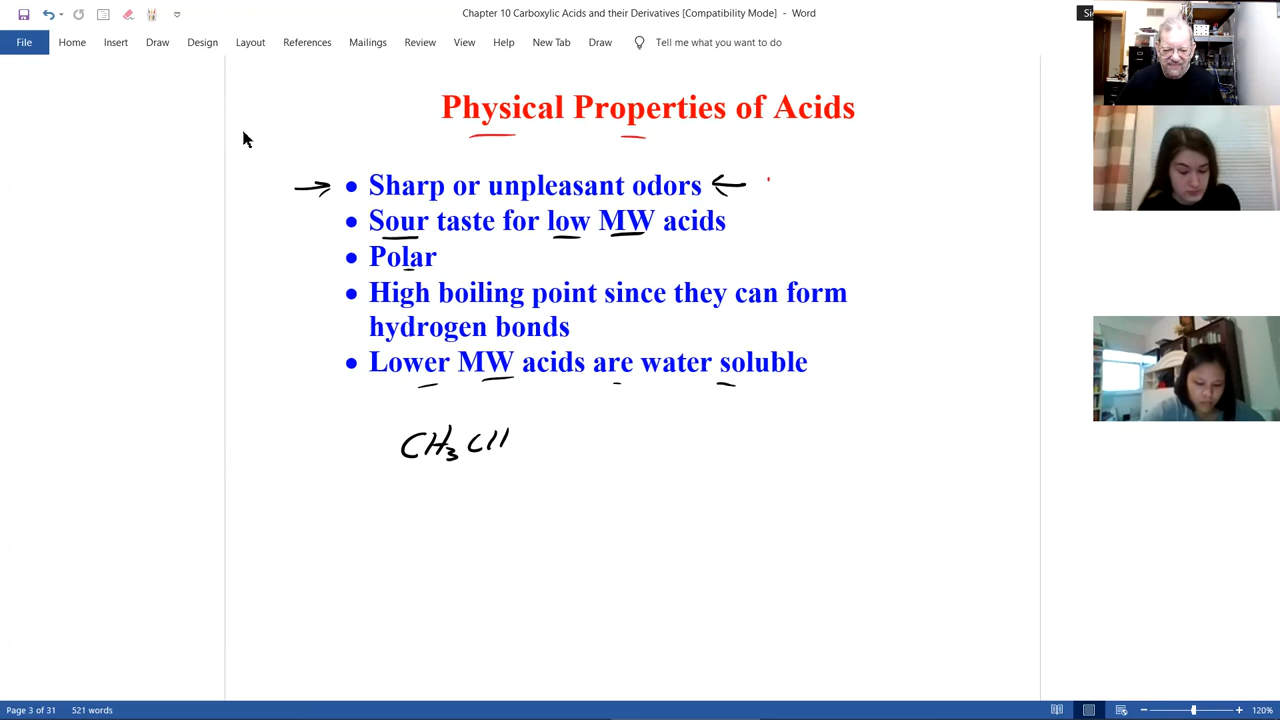 Chapter 10 Carboxylic Acids and their Derivatives [Compatibility Mode] - Word
File Home Insert Draw Design Layout References Mailings Review View Help New Tab Draw Tell me what you want to do
Physical Properties of Acids
→ • Sharp or unpleasant odors ←
• Sour taste for low MW acids
• Polar
• High boiling point since they can form
hydrogen bonds
• Lower MW acids are water soluble
CH3
Page 3 of 31 521 words 120%